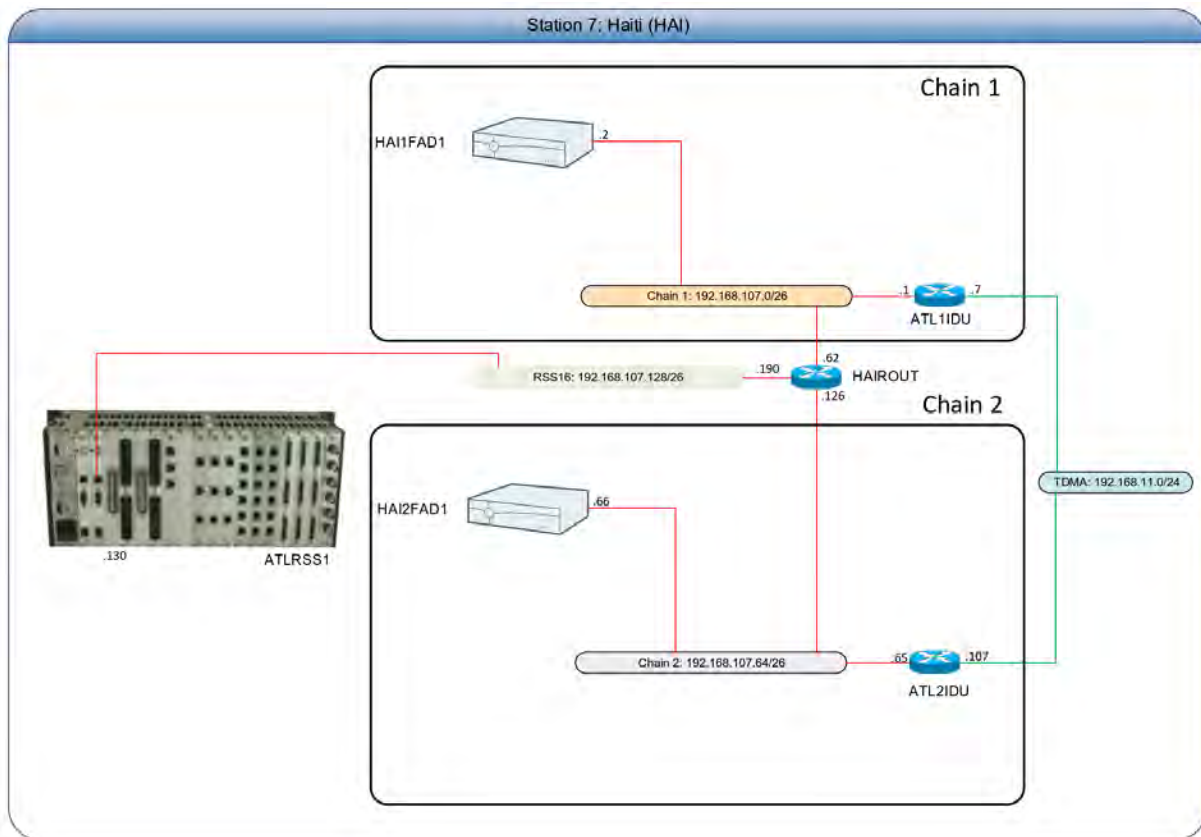 Station 7: Haiti (HAI)
Chain 1
HAI1FAD1
.2
Chain 1: 192.168.107.0/26
.1
.7
ATL1IDU
.62
RSS16: 192.168.107.128/26
.190
HAIROUT
.126
Chain 2
HAI2FAD1
.66
TDMA: 192.168.11.0/24
.130
ATLRSS1
Chain 2: 192.168.107.64/26
.65
.107
ATL2IDU